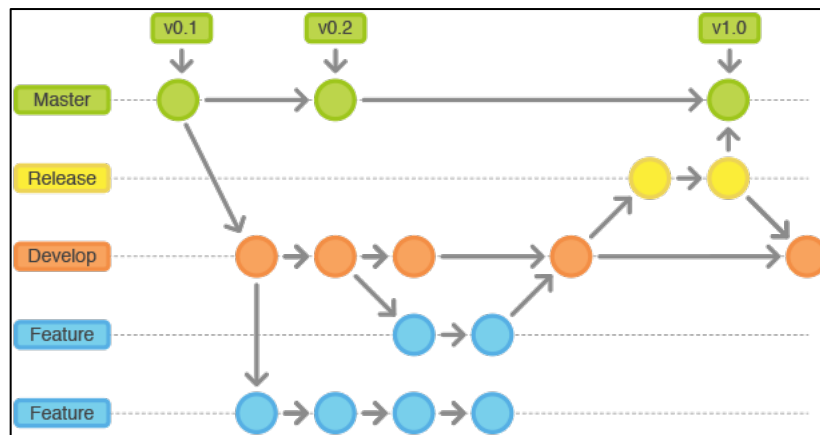 v0.1
v0.2
v1.0
Master
Release
Develop
Feature
Feature